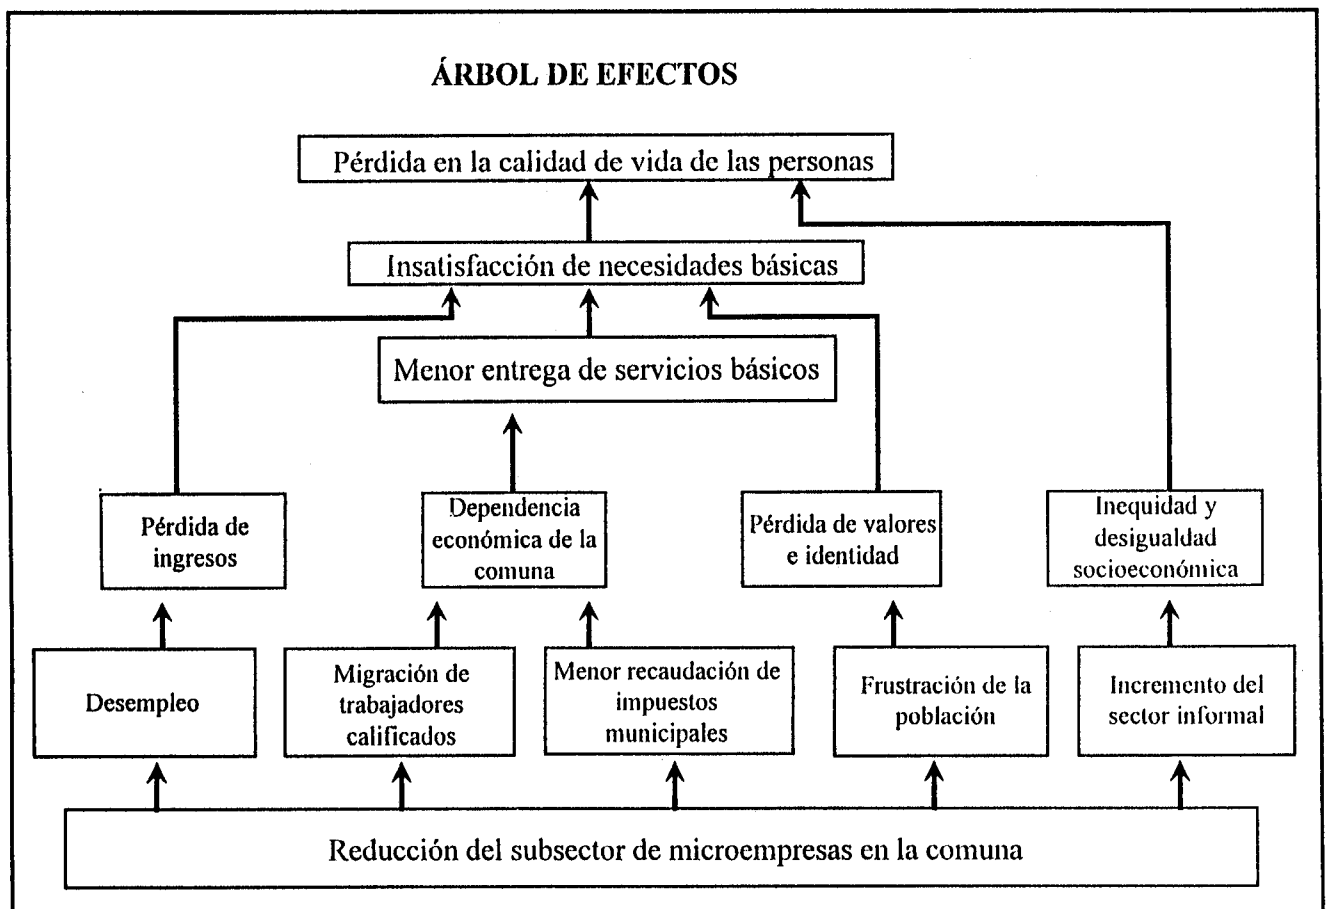 ÁRBOL DE EFECTOS
Pérdida en la calidad de vida de las personas
Insatisfacción de necesidades básicas
Menor entrega de servicios básicos
Pérdida de
ingresos
Dependencia
económica de la
comuna
Pérdida de valores
e identidad
Inequidad y
desigualdad
socioeconómica
Desempleo
Migración de
trabajadores
calificados
Menor recaudación de
impuestos
municipales
Frustración de la
población
Incremento del
sector informal
Reducción del subsector de microempresas en la comuna